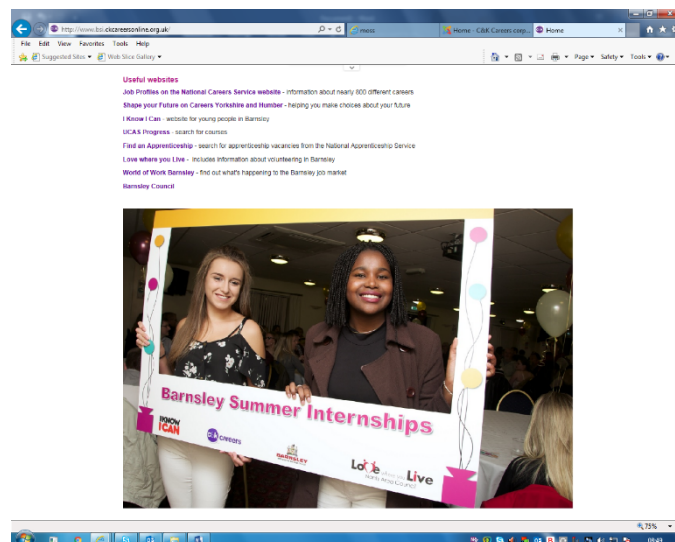 http://www.bsi.ckcareersonline.org.uk/
moss
Home - C&K Careers corp...
Home
File Edit View Favorites Tools Help
Suggested Sites
Web Slice Gallery
Page Safety Tools
Useful websites
Job Profiles on the National Careers Service website - information about nearly 800 different careers
Shape your Future on Careers Yorkshire and Humber - helping you make choices about your future
I Know I Can - website for young people in Barnsley
UCAS Progress - search for courses
Find an Apprenticeship - search for apprenticeship vacancies from the National Apprenticeship Service
Love where you Live - includes information about volunteering in Barnsley
World of Work Barnsley - find out what's happening to the Barnsley job market
Barnsley Council
Barnsley Summer Internships
I KNOW
I CAN
C&K careers
BARNSLEY
Love where you Live
75%
08:49